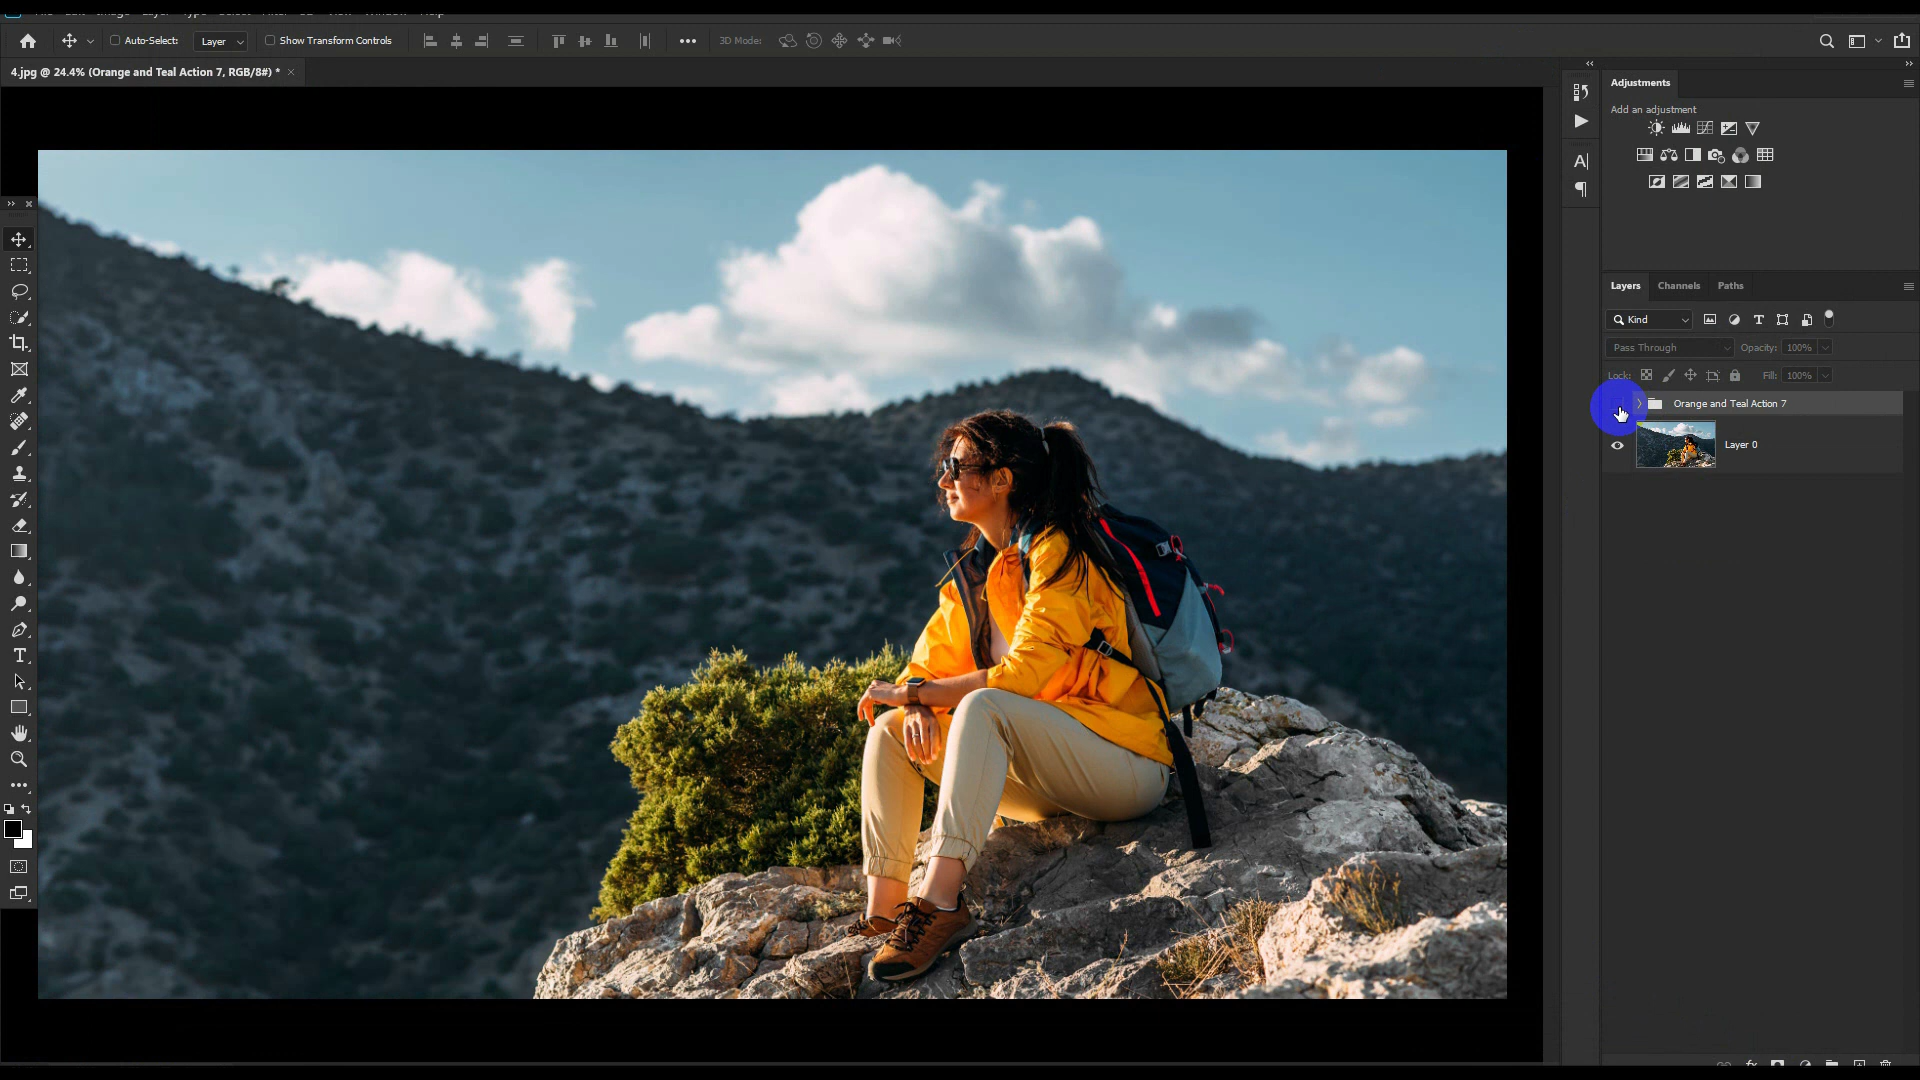 Auto-Select:
Layer
Show Transform Controls
3D Mode:
4.jpg @ 24.4% (Orange and Teal Action 7, RGB/8#) *
Adjustments
Add an adjustment
Layers
Channels
Paths
Kind
Pass Through
Opacity:
100%
Lock:
Fill:
100%
Orange and Teal Action 7
Layer 0